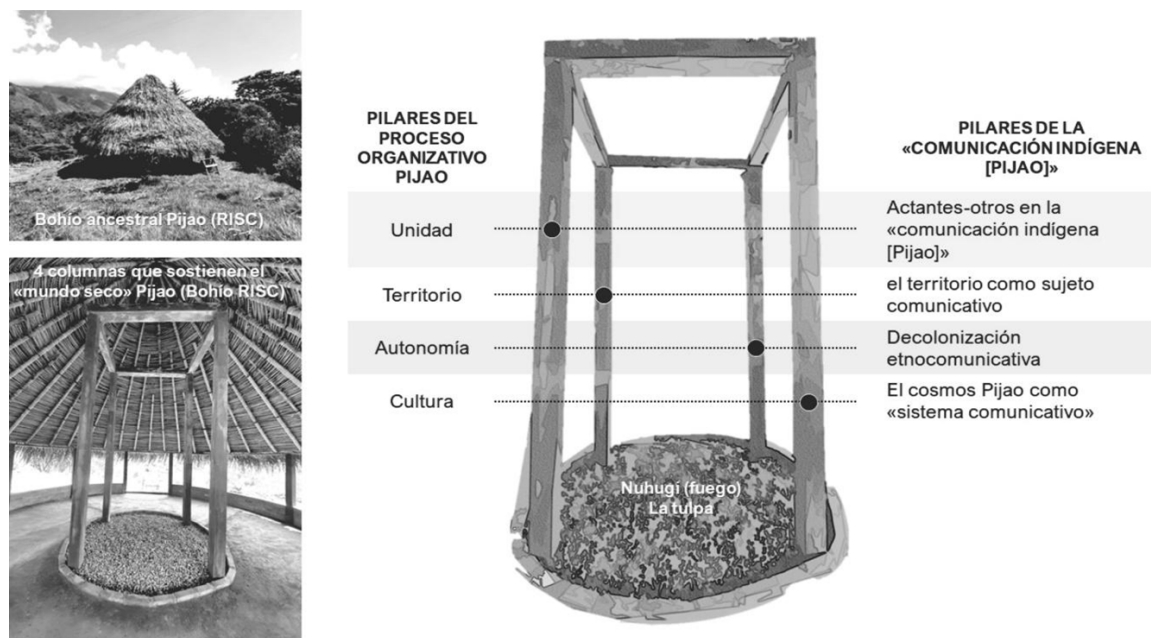 Bohío ancestral Pijao (RISC)
4 columnas que sostienen el
«mundo seco» Pijao (Bohío RISC)
PILARES DEL
PROCESO
ORGANIZATIVO
PIJAO
Unidad
Territorio
Autonomía
Cultura
Nuhugi (fuego)
La tulpa
PILARES DE LA
«COMUNICACIÓN INDÍGENA
[PIJAO]»
Actantes-otros en la
«comunicación indígena
[Pijao]»
el territorio como sujeto
comunicativo
Decolonización
etnocomunicativa
El cosmos Pijao como
«sistema comunicativo»